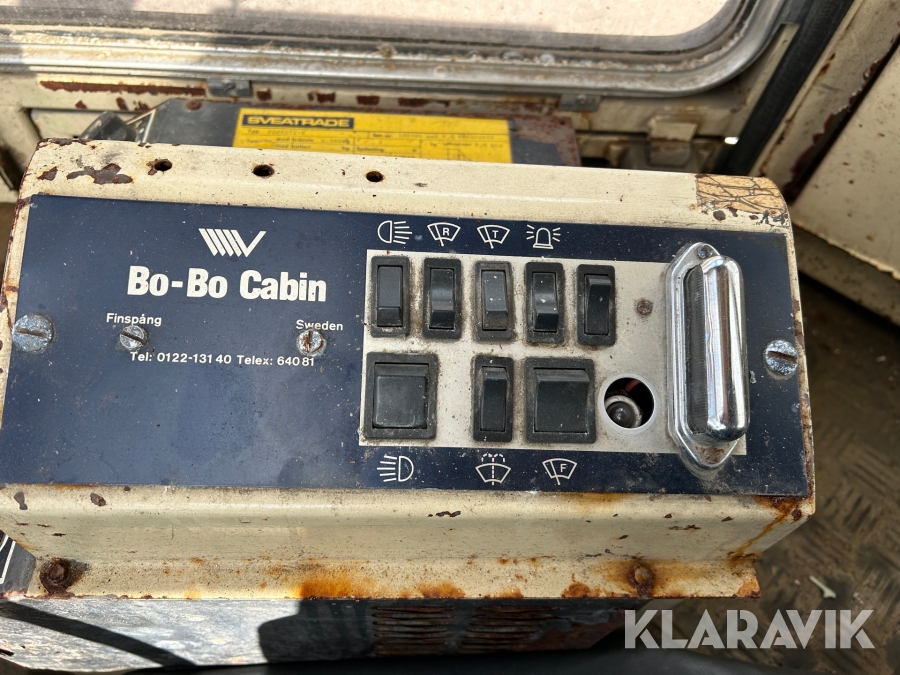 SVEATRADE
R
T
Bo-Bo Cabin
Finspång Sweden
Tel: 0122-131 40 Telex: 640 81
F
KLARAVIK